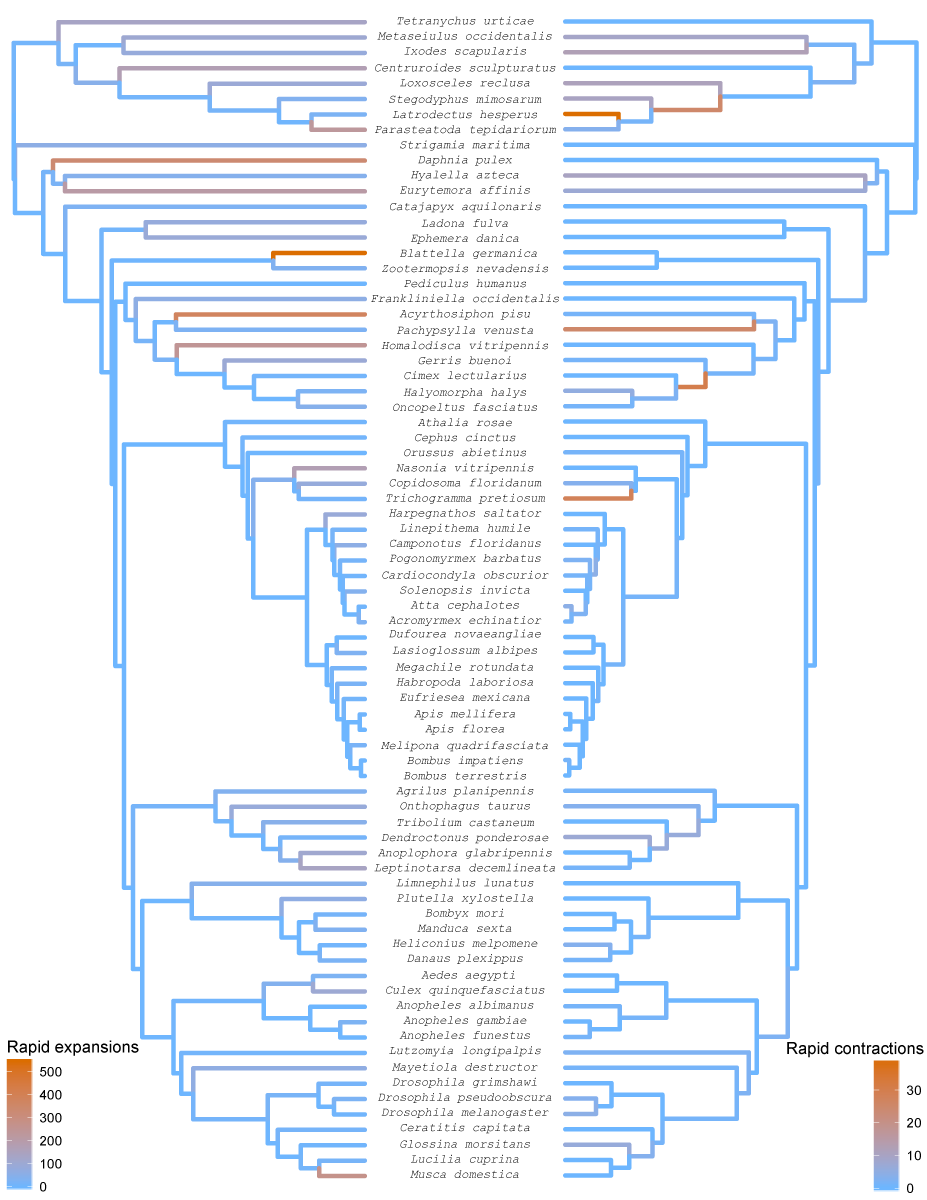 Tetranychus urticae
Metaseiulus occidentalis
Ixodes scapularis
Centruroides sculpturatus
Loxosceles reclusa
Stegodyphus mimosarum
Latrodectus hesperus
Parasteatoda tepidariorum
Strigamia maritima
Daphnia pulex
Hyalella azteca
Eurytemora affinis
Catajapyx aquilonaris
Ladona fulva
Ephemera danica
Blattella germanica
Zootermopsis nevadensis
Pediculus humanus
Frankliniella occidentalis
Acyrthosiphon pisu
Pachypsylla venusta
Homalodisca vitripennis
Gerris buenoi
Cimex lectularius
Halyomorpha halys
Oncopeltus fasciatus
Athalia rosae
Cephus cinctus
Orussus abietinus
Nasonia vitripennis
Copidosoma floridanum
Trichogramma pretiosum
Harpegnathos saltator
Linepithema humile
Camponotus floridanus
Pogonomyrmex barbatus
Cardiocondyla obscurior
Solenopsis invicta
Atta cephalotes
Acromyrmex echinatior
Dufourea novaeangliae
Lasioglossum albipes
Megachile rotundata
Habropoda laboriosa
Eufriesea mexicana
Apis mellifera
Apis florea
Melipona quadrifasciata
Bombus impatiens
Bombus terrestris
Agrilus planipennis
Onthophagus taurus
Tribolium castaneum
Dendroctonus ponderosae
Anoplophora glabripennis
Leptinotarsa decemlineata
Limnephilus lunatus
Plutella xylostella
Bombyx mori
Manduca sexta
Heliconius melpomene
Danaus plexippus
Aedes aegypti
Culex quinquefasciatus
Anopheles albimanus
Anopheles gambiae
Anopheles funestus
Lutzomyia longipalpis
Mayetiola destructor
Drosophila grimshawi
Drosophila pseudoobscura
Drosophila melanogaster
Ceratitis capitata
Glossina morsitans
Lucilia cuprina
Musca domestica
Rapid expansions
500
400
300
200
100
0
Rapid contractions
30
20
10
0